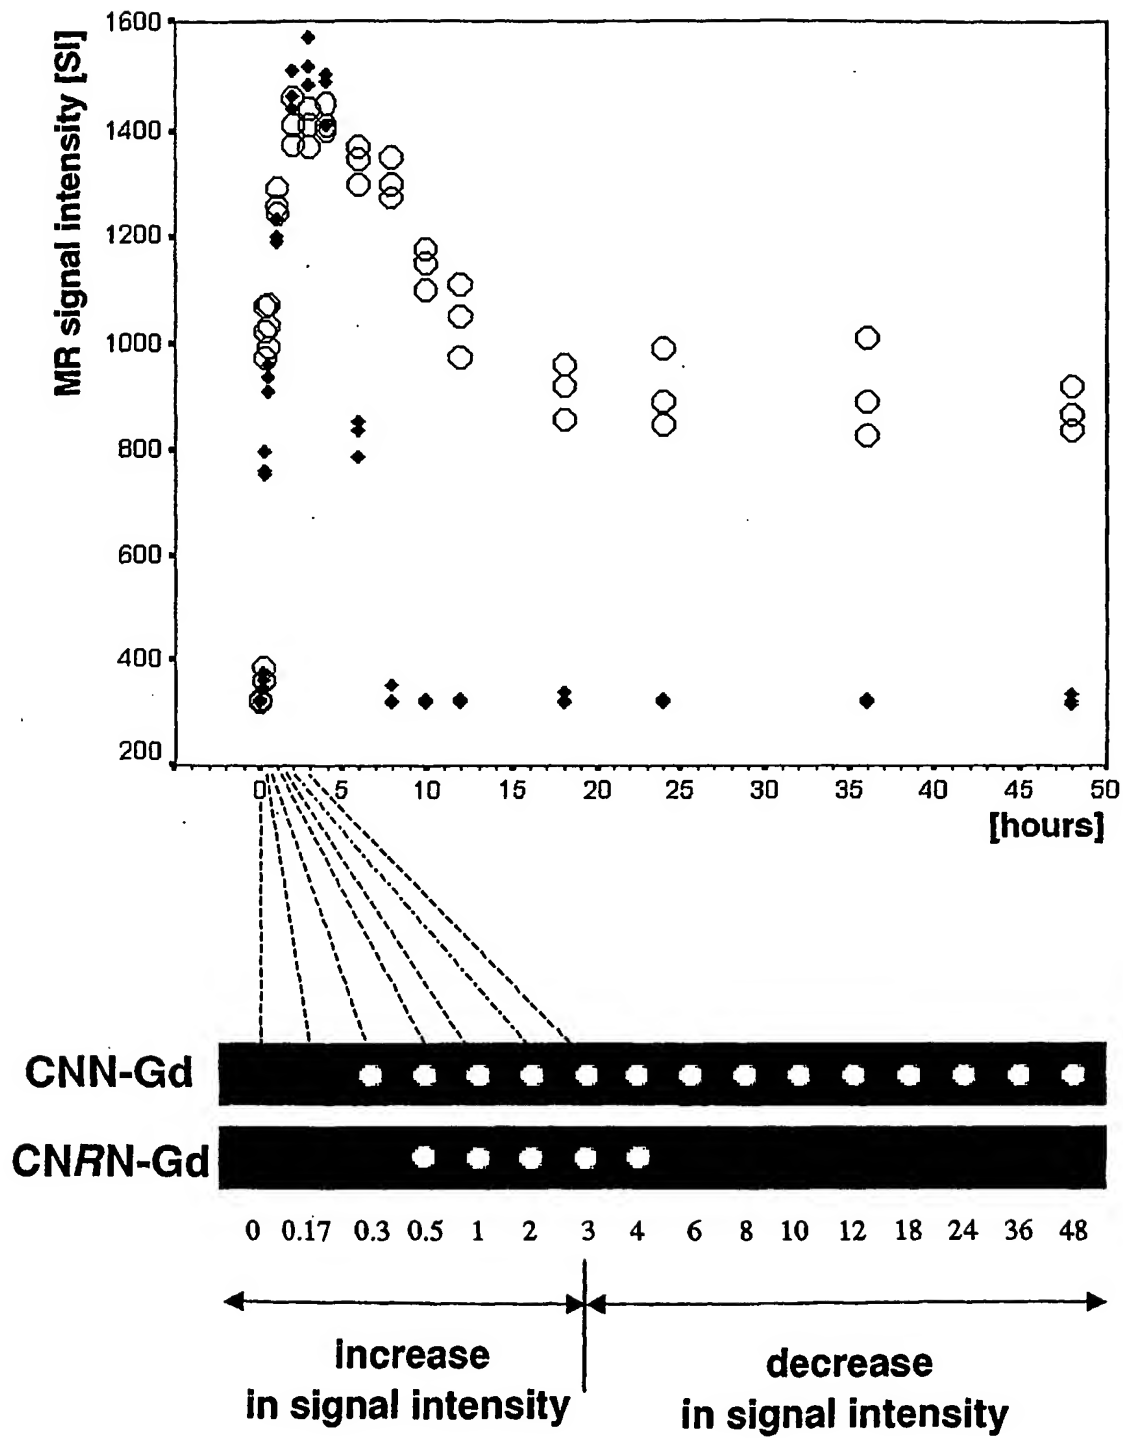 MR signal intensity [SI]
1600
1400
1200
1000
800
600
400
200
0 5 10 15 20 25 30 35 40 45 50
[hours]
CNN-Gd
CNRN-Gd
0 0.17 0.3 0.5 1 2 3 4 6 8 10 12 18 24 36 48
increase
in signal intensity
decrease
in signal intensity